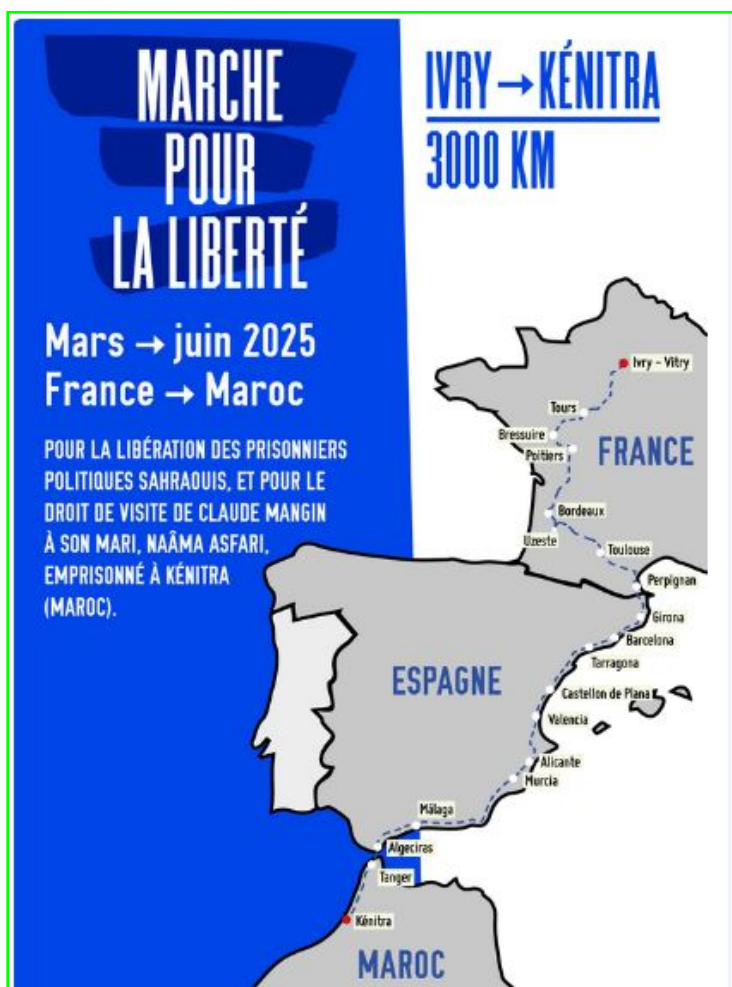 MARCHE
POUR
LA LIBERTÉ
IVRY → KÉNITRA
3000 KM
Mars → juin 2025
France → Maroc
POUR LA LIBÉRATION DES PRISONNIERS
POLITIQUES SAHRAOUIS, ET POUR LE
DROIT DE VISITE DE CLAUDE MANGIN
À SON MARI, NAÂMA ASFARI,
EMPRISONNÉ À KÉNITRA
(MAROC).
Ivry - Vitry
Tours
Bressuire
Poitiers
FRANCE
Bordeaux
Uzeste
Toulouse
Perpignan
Girona
Barcelona
Tarragona
ESPAGNE
Castellon de Plana
Valencia
Alicante
Murcia
Málaga
Algeciras
Tanger
Kénitra
MAROC